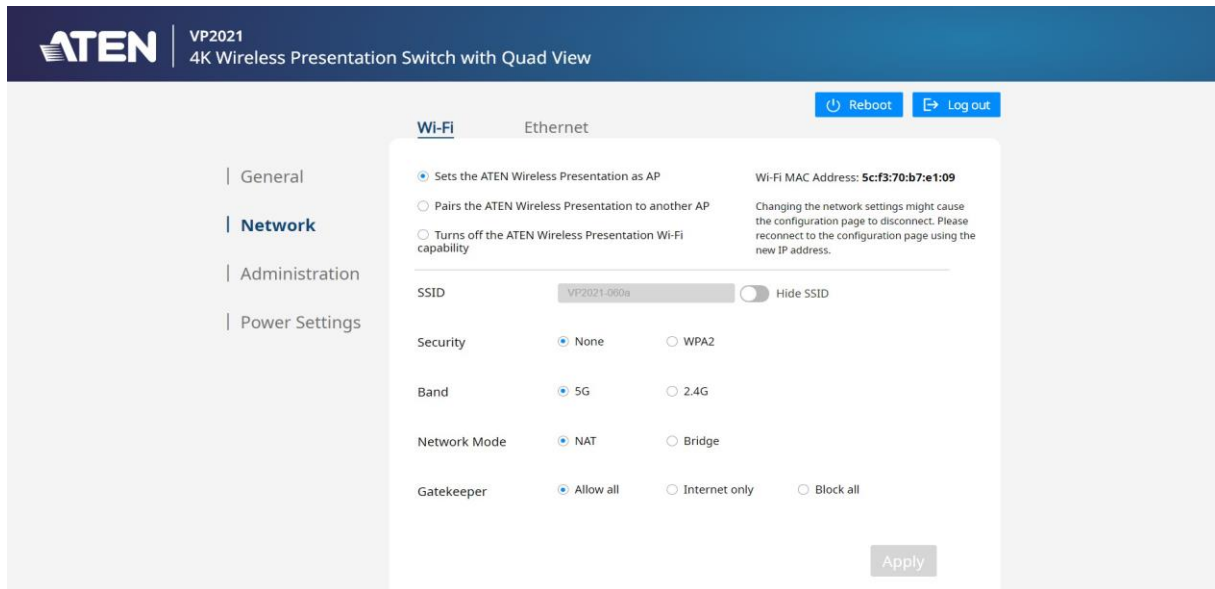 ATEN
VP2021
4K Wireless Presentation Switch with Quad View
Reboot
Log out
Wi-Fi
Ethernet
General
Network
Administration
Power Settings
Sets the ATEN Wireless Presentation as AP
Pairs the ATEN Wireless Presentation to another AP
Turns off the ATEN Wireless Presentation Wi-Fi
capability
Wi-Fi MAC Address: 5c:f3:70:b7:e1:09
Changing the network settings might cause
the configuration page to disconnect. Please
reconnect to the configuration page using the
new IP address.
SSID VP2021-060a Hide SSID
Security None WPA2
Band 5G 2.4G
Network Mode NAT Bridge
Gatekeeper Allow all Internet only Block all
Apply